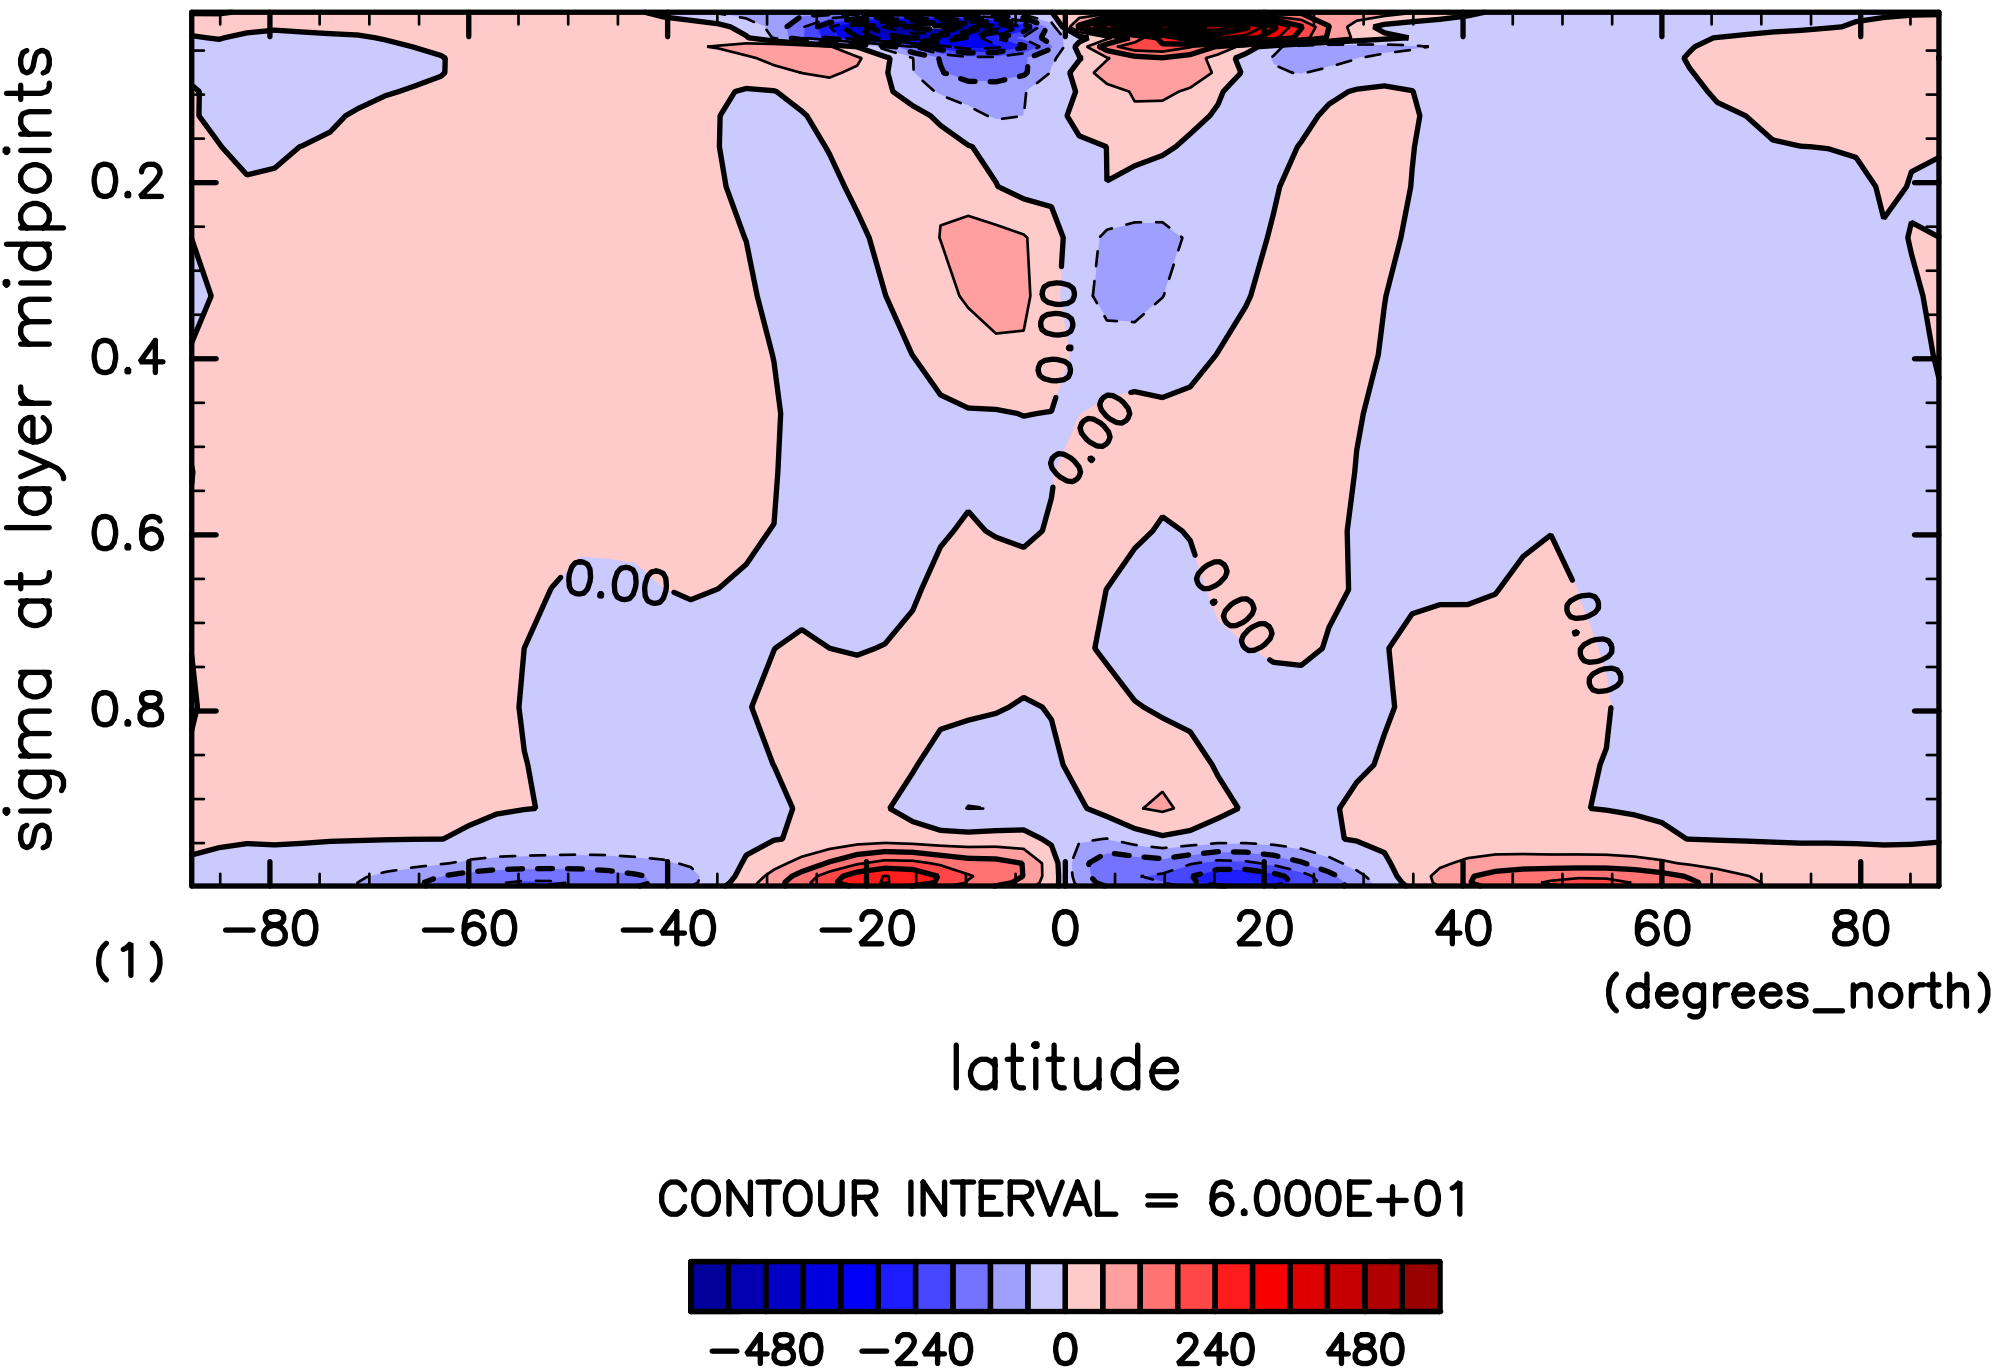 sigma at layer midpoints
0.2
0.4
0.6
0.8
0.00
0.00
0.00
0.00
0.00
−80 −60 −40 −20 0 20 40 60 80
(1)
(degrees_north)
latitude
CONTOUR INTERVAL = 6.000E+01
−480 −240 0 240 480